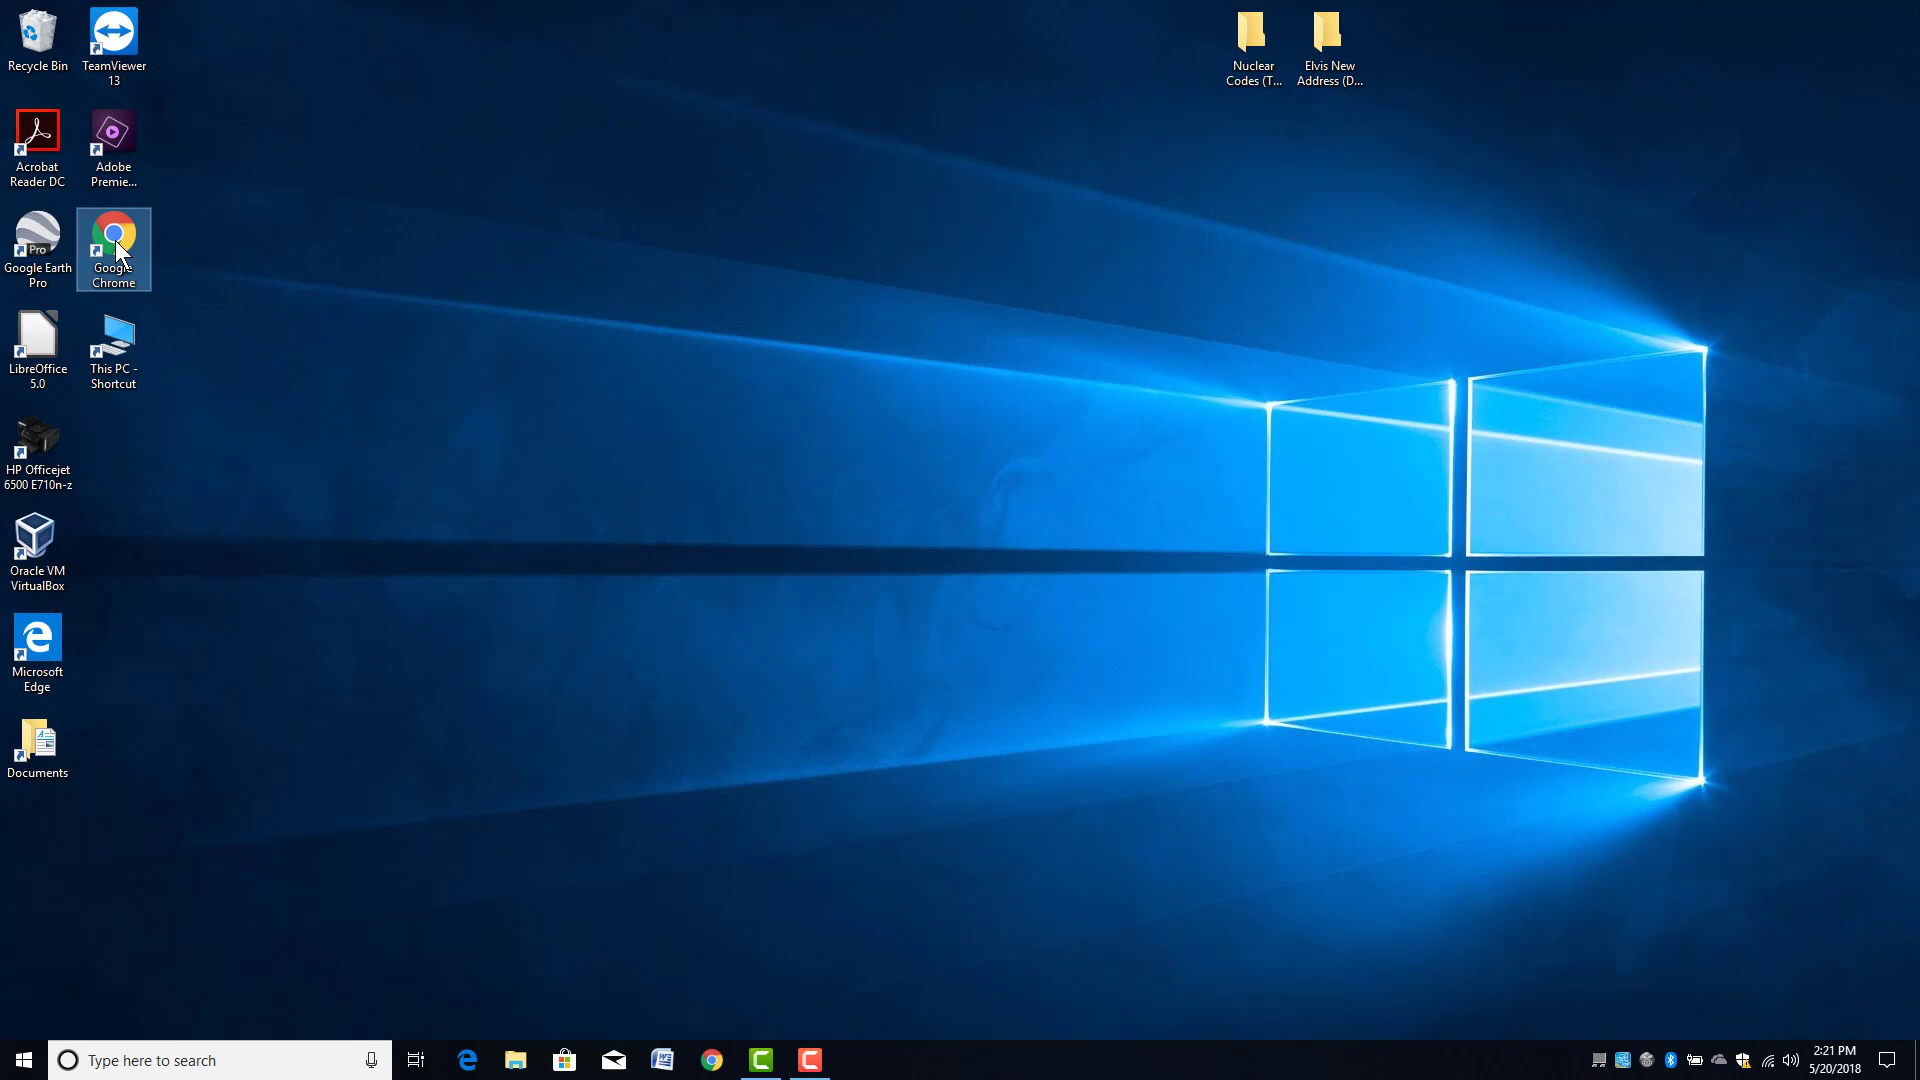 Recycle Bin
TeamViewer
13
Nuclear
Codes (T...
Elvis New
Address (D...
Acrobat
Reader DC
Adobe
Premie...
Pro
Google Earth
Pro
Google
Chrome
LibreOffice
5.0
This PC -
Shortcut
HP Officejet
6500 E710n-z
Oracle VM
VirtualBox
Microsoft
Edge
Documents
Type here to search
2:21 PM
5/20/2018